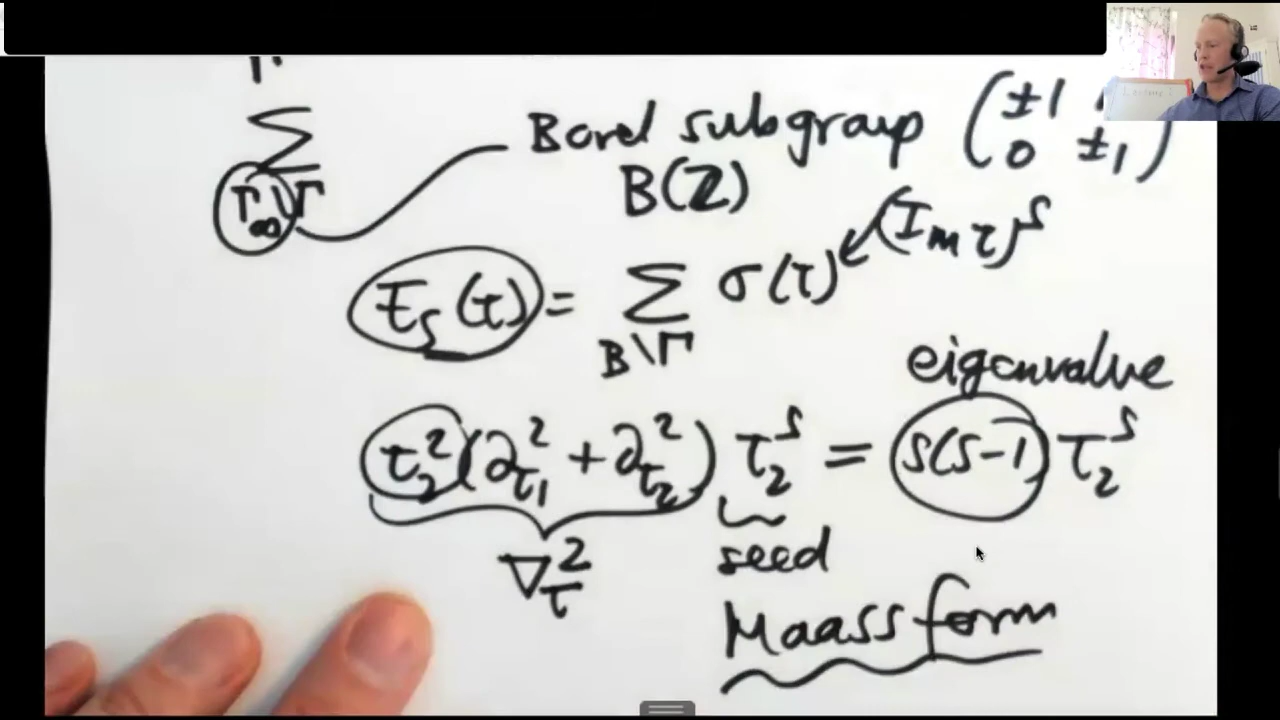 Σ
Γ∞\Γ
Borel subgroup (±1
0 ±1)
B(ℤ)
(Im τ)^s
E_s(τ) = Σ σ(τ)
B\Γ
eigenvalue
τ₂²(∂²_τ₁ + ∂²_τ₂) τ₂^s = s(s-1) τ₂^s
∇²_τ
seed
Maass form